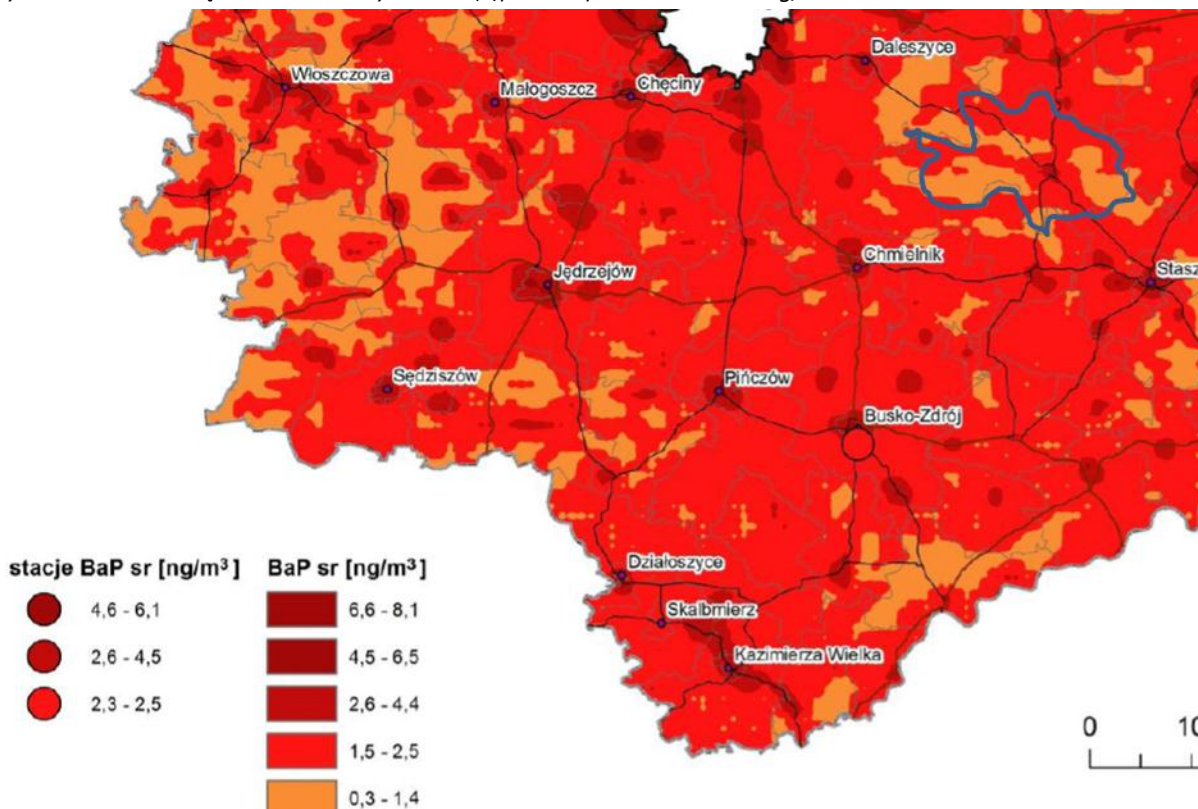 Daleszyce
Włoszczowa
Małogoszcz
Chęciny
Chmielnik
Stasz
Jędrzejów
Sędziszów
Pińczów
Busko-Zdrój
Działoszyce
Skalbmierz
Kazimierza Wielka
stacje BaP sr [ng/m³]
4,6 - 6,1
2,6 - 4,5
2,3 - 2,5
BaP sr [ng/m³]
6,6 - 8,1
4,5 - 6,5
2,6 - 4,4
1,5 - 2,5
0,3 - 1,4
0 10